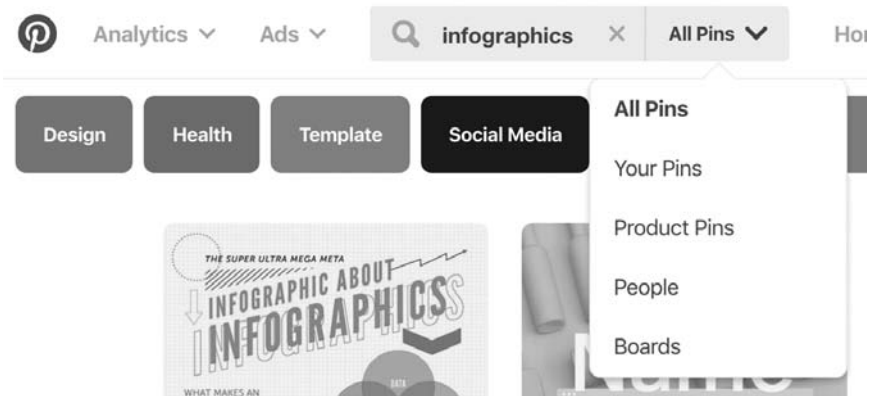 Analytics Ads infographics All Pins
Design Health Template Social Media
All Pins
Your Pins
Product Pins
People
Boards
THE SUPER ULTRA MEGA META
INFOGRAPHIC ABOUT
INFOGRAPHICS
WHAT MAKES AN
DATA